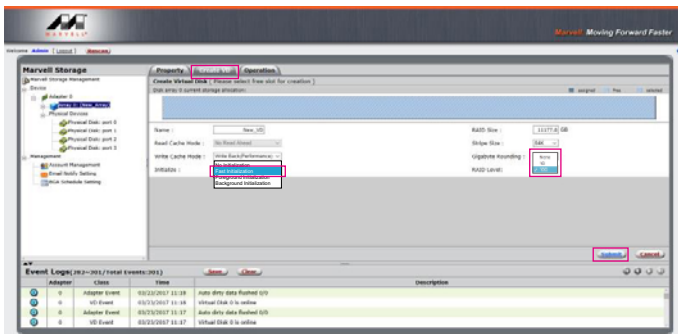 MARVELL
Marvell Moving Forward Faster
Welcome Admin [ Logout ]
Marvell Storage
Property Create VD Operation
Marvell Storage Management
Create Virtual Disk [ Please select free slot for creation ]
Device
Disk array 0 current storage allocation:
assigned free selected
Adapter 0
Array 0: [New_Array]
Physical Devices
Physical Disk: port 0
Physical Disk: port 1
Physical Disk: port 2
Physical Disk: port 3
Management
Account Management
Email Notify Setting
BGA Schedule Setting
Name : New_VD
RAID Size : GB
Read Cache Mode : No Read Ahead
Stripe Size : 64K
Write Cache Mode : Write Back(Performance)
Gigabyte Rounding : None
Initialize : No Initialization
Fast Initialization
Foreground Initialization
Background Initialization
RAID Level:
Submit Cancel
Event Logs(282~301/Total Events:301) Save Clear
Adapter Class Time Description
0 Adapter Event 03/23/2017 11:18 Auto dirty data flushed 0/0
0 VD Event 03/23/2017 11:18 Virtual Disk 0 is online
0 Adapter Event 03/23/2017 11:17 Auto dirty data flushed 0/0
0 VD Event 03/23/2017 11:17 Virtual Disk 0 is online